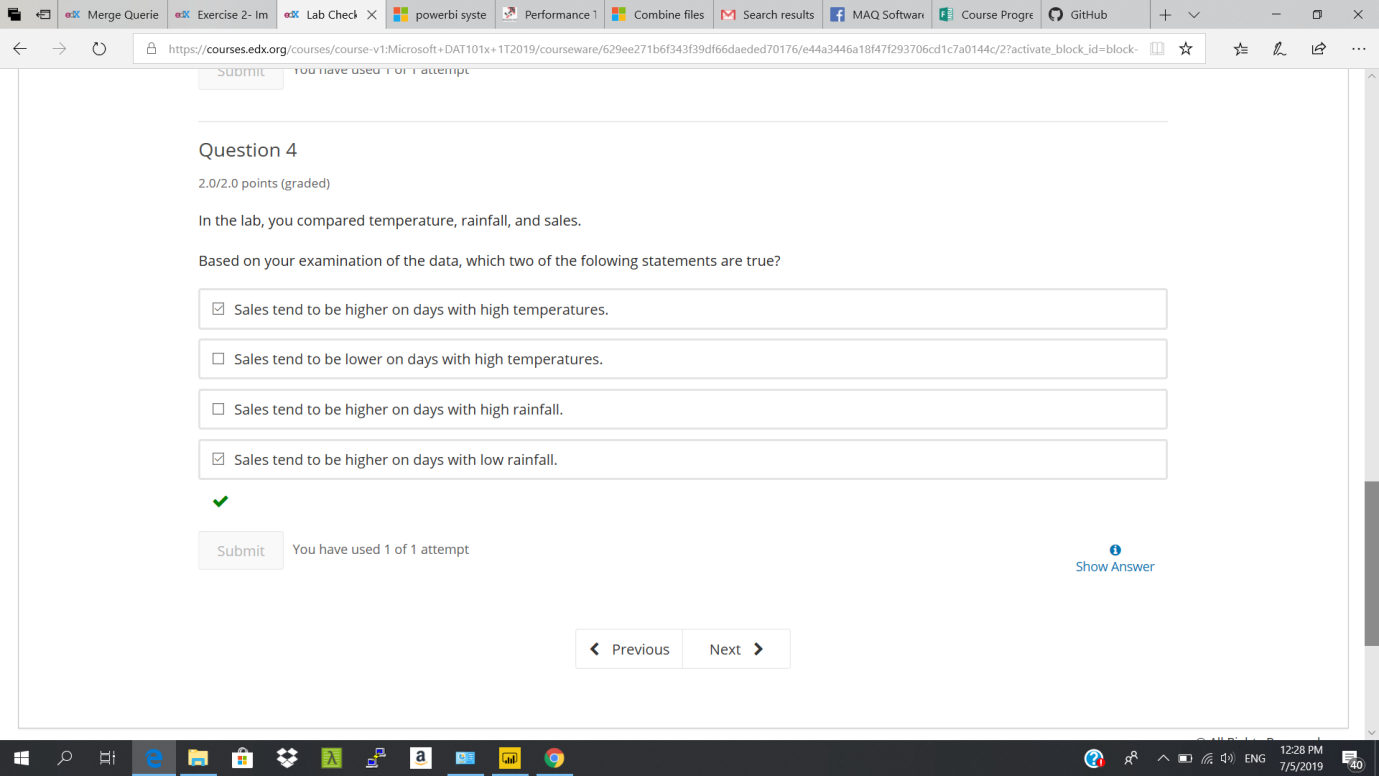 edX Merge Querie
edX Exercise 2- Im
edX Lab Check
powerbi syste
Performance T
Combine files
Search results
MAQ Software
Course Progre
GitHub
https://courses.edx.org/courses/course-v1:Microsoft+DAT101x+1T2019/courseware/629ee271b6f343f39df66daeded70176/e44a3446a18f47f293706cd1c7a0144c/2?activate_block_id=block-
Submit You have used 1 of 1 attempt
Question 4
2.0/2.0 points (graded)
In the lab, you compared temperature, rainfall, and sales.
Based on your examination of the data, which two of the folowing statements are true?
Sales tend to be higher on days with high temperatures.
Sales tend to be lower on days with high temperatures.
Sales tend to be higher on days with high rainfall.
Sales tend to be higher on days with low rainfall.
Submit You have used 1 of 1 attempt
Show Answer
Previous Next
ENG
12:28 PM
7/5/2019
40